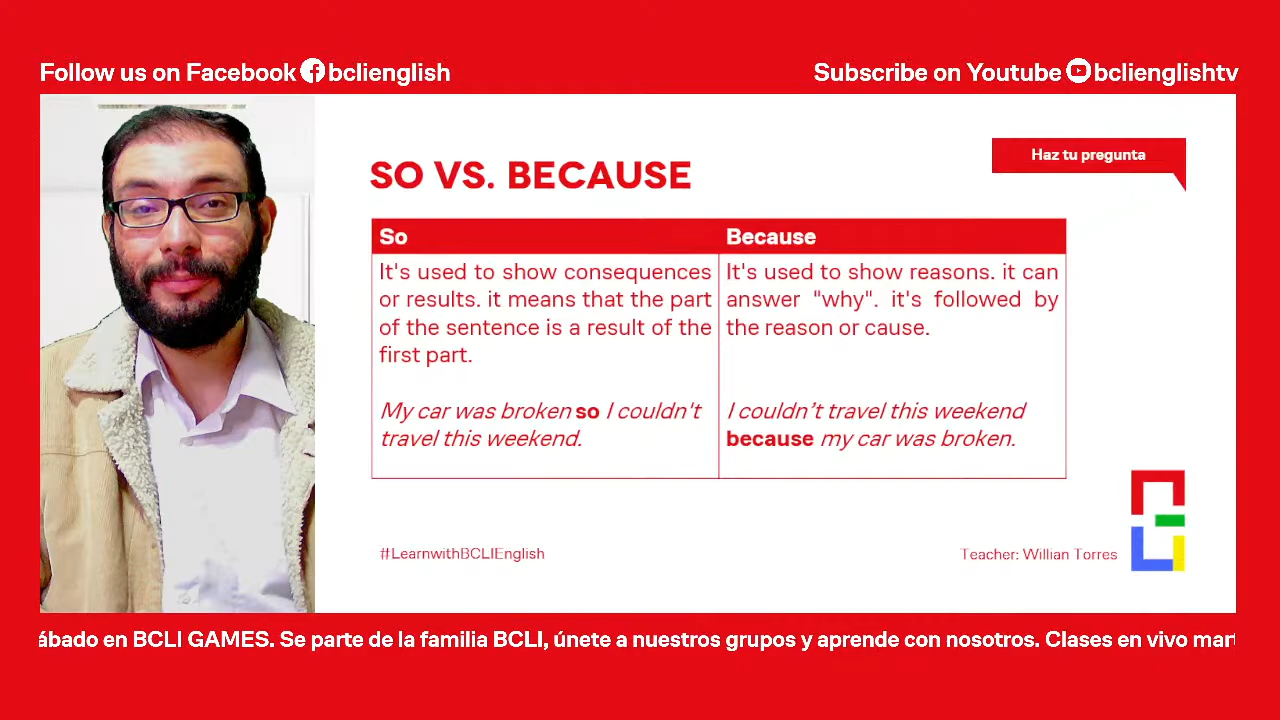 Follow us on Facebook bclienglish
Subscribe on Youtube bclienglishtv
Haz tu pregunta
SO VS. BECAUSE
So
It's used to show consequences
or results. it means that the part
of the sentence is a result of the
first part.
My car was broken so I couldn't
travel this weekend.
Because
It's used to show reasons. it can
answer "why". it's followed by
the reason or cause.
I couldn’t travel this weekend
because my car was broken.
#LearnwithBCLIEnglish
Teacher: Willian Torres
ábado en BCLI GAMES. Se parte de la familia BCLI, únete a nuestros grupos y aprende con nosotros. Clases en vivo mar